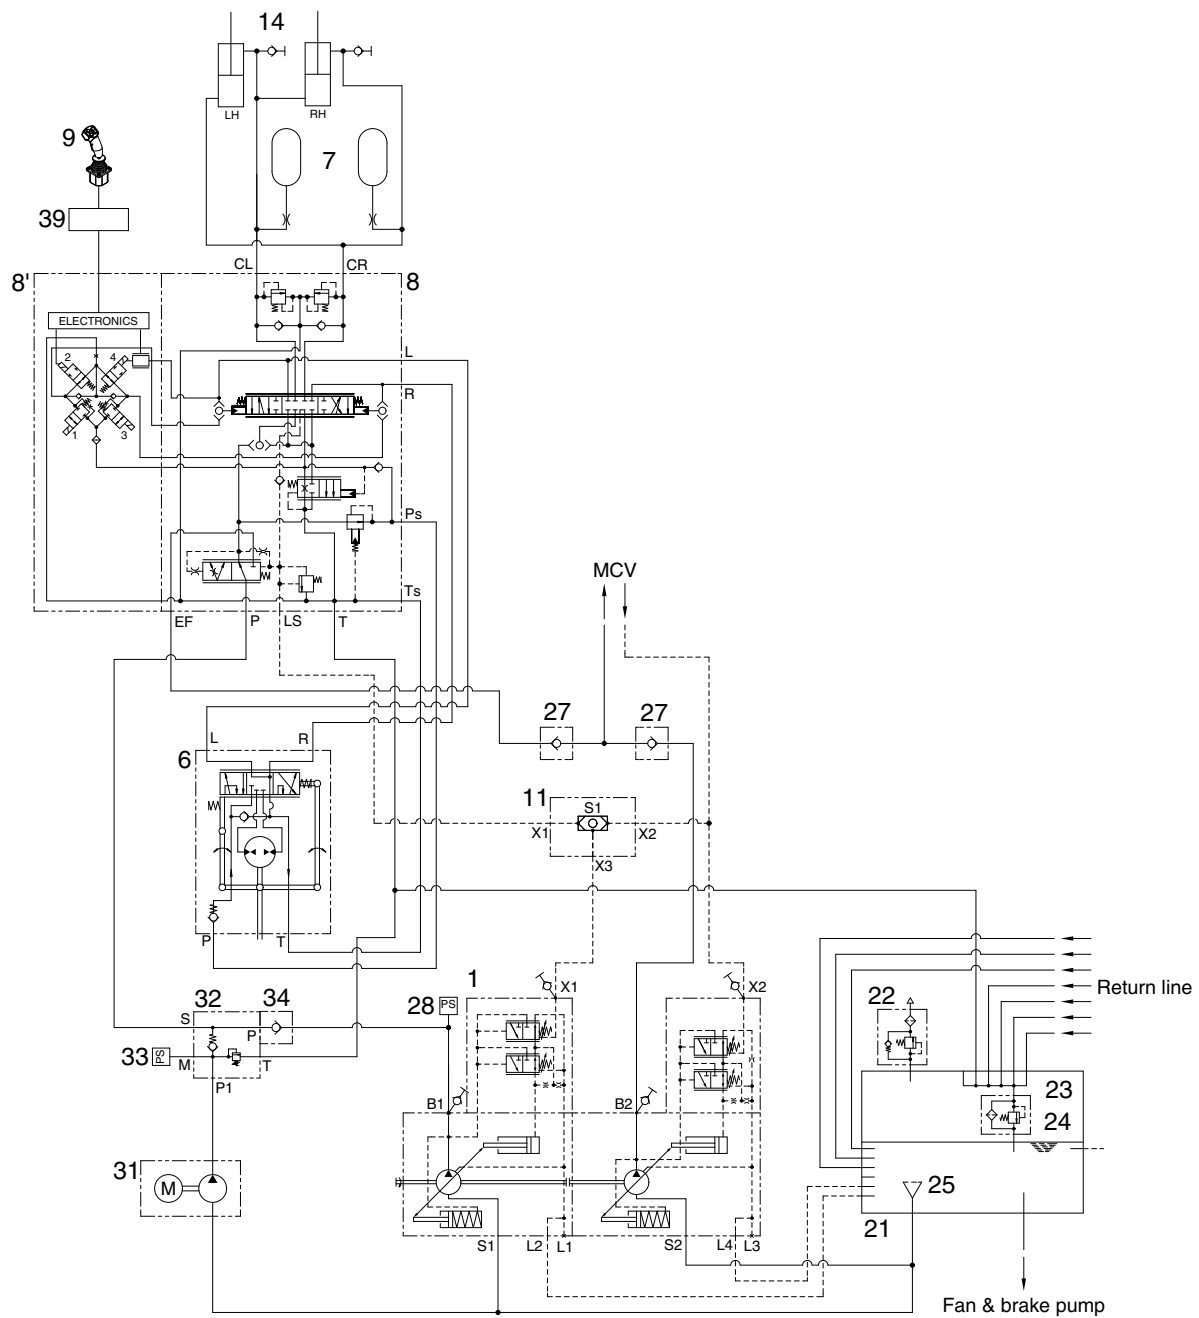 14
LH
RH
9
7
39
CL
CR
8'
8
ELECTRONICS
2
4
L
R
1
3
Ps
Ts
EF
P
LS
T
MCV
27
27
L
R
6
11
S1
X1
X2
X3
P
T
1
X1
X2
32
34
28
PS
22
Return line
S
P
33
PS
M
T
P1
23
24
B1
B2
31
M
25
21
S1
L2
L1
S2
L4
L3
Fan & brake pump